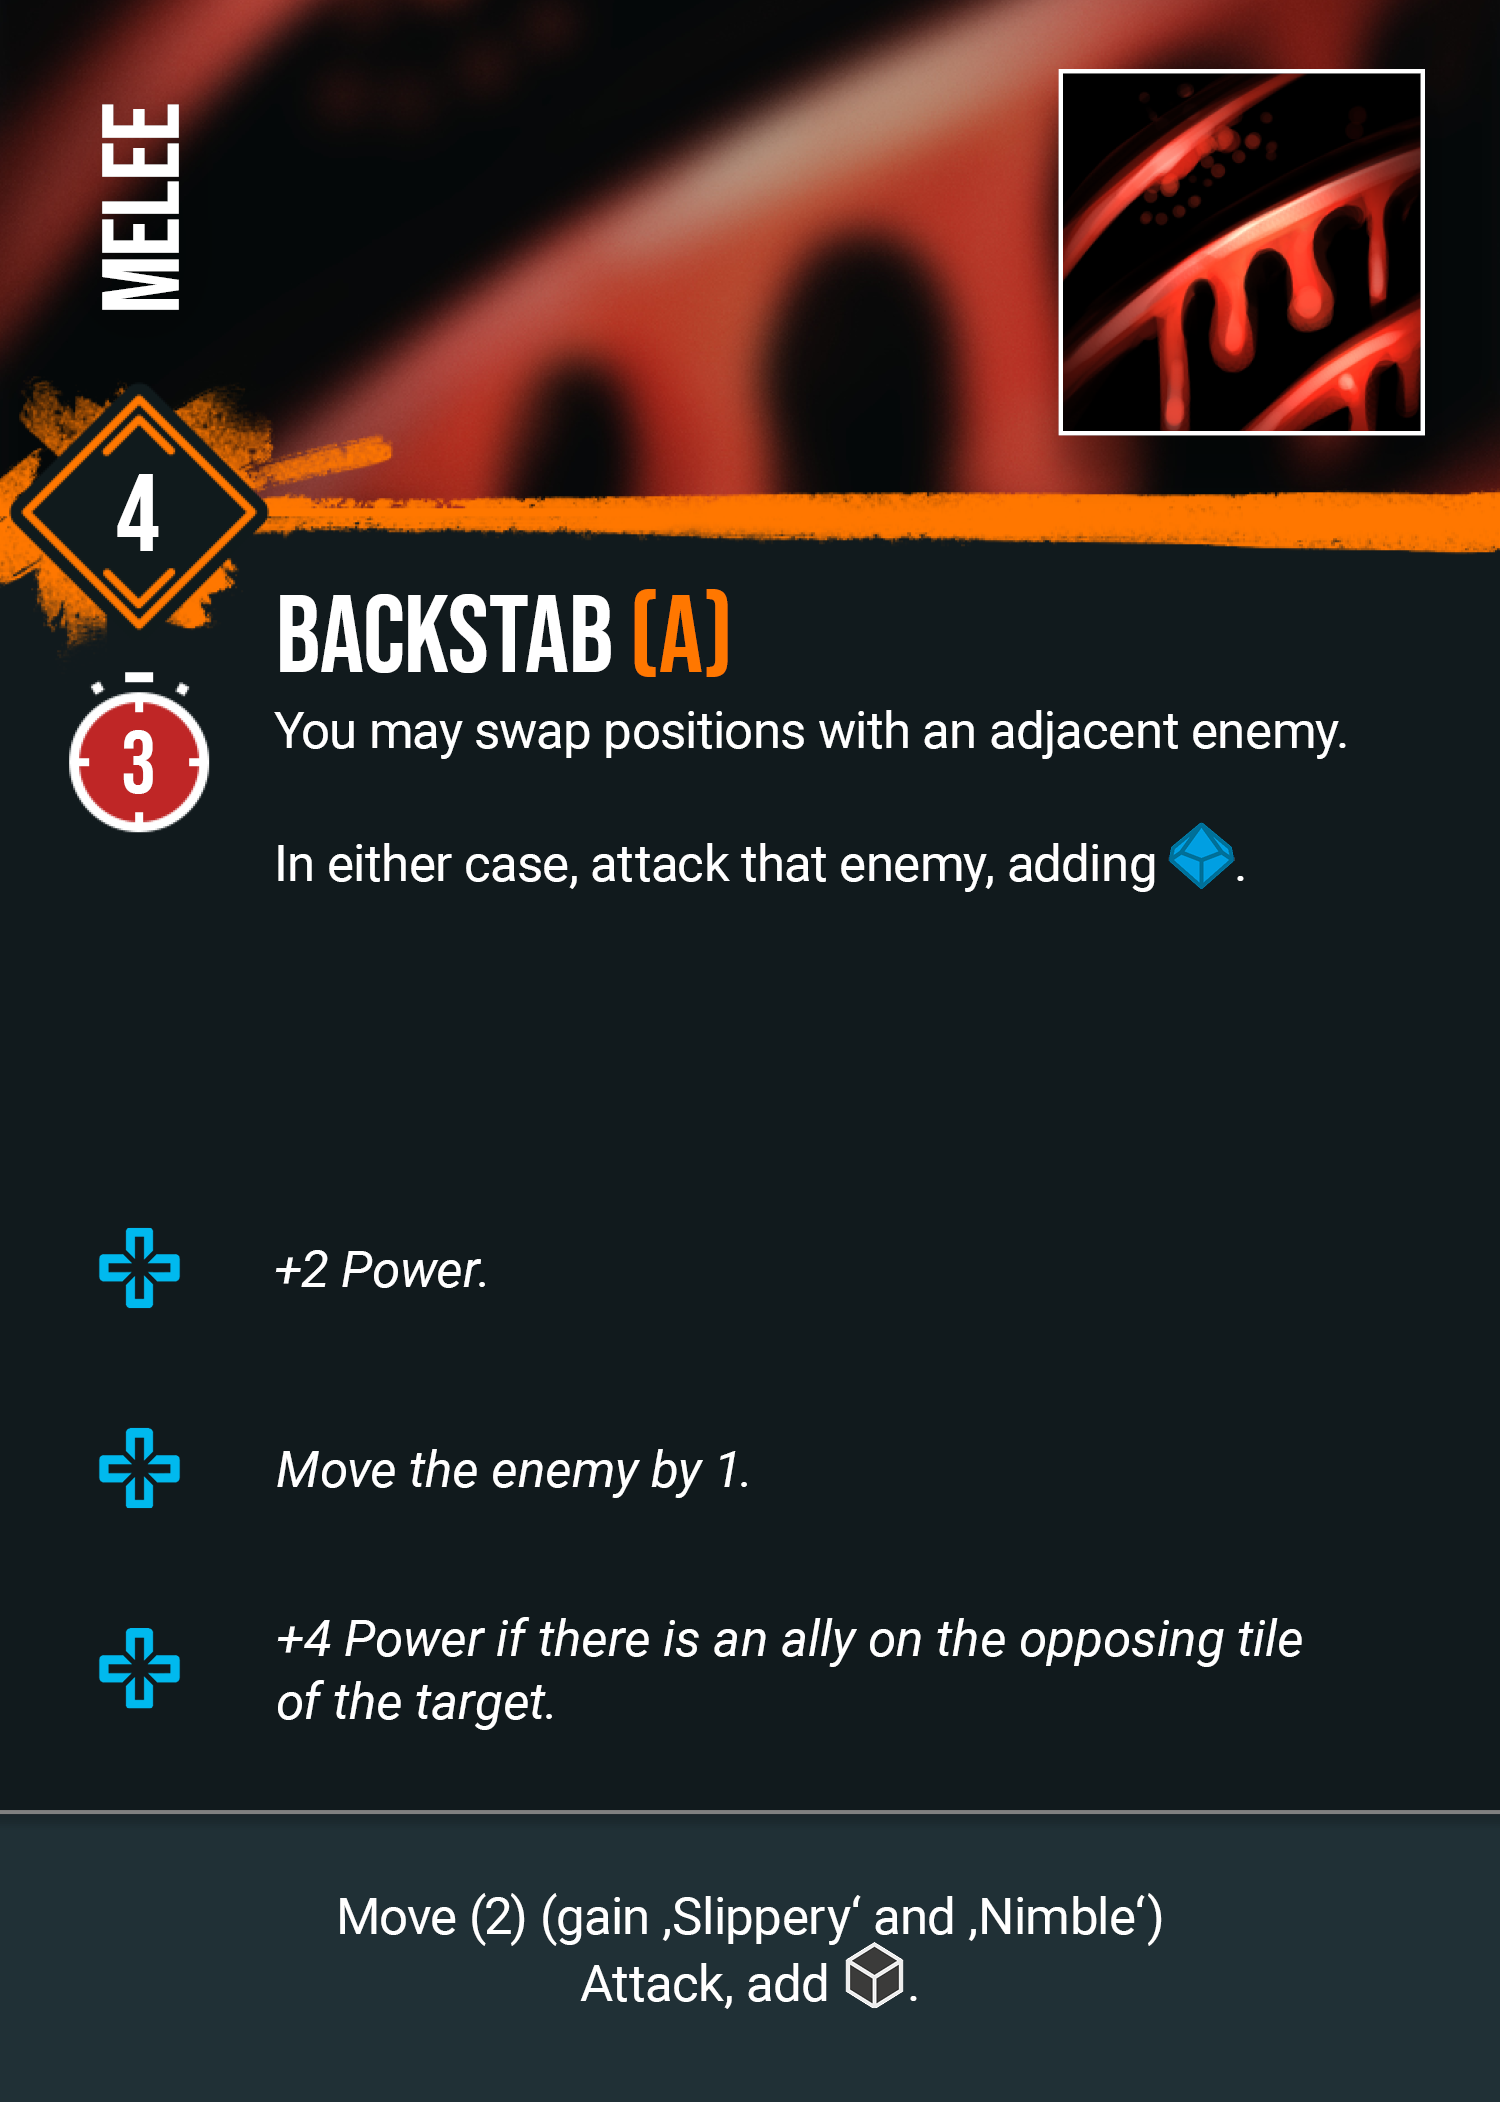 MELEE
4
BACKSTAB (A)
3
You may swap positions with an adjacent enemy.
In either case, attack that enemy, adding .
+2 Power.
Move the enemy by 1.
+4 Power if there is an ally on the opposing tile
of the target.
Move (2) (gain ‚Slippery‘ and ‚Nimble‘)
Attack, add .